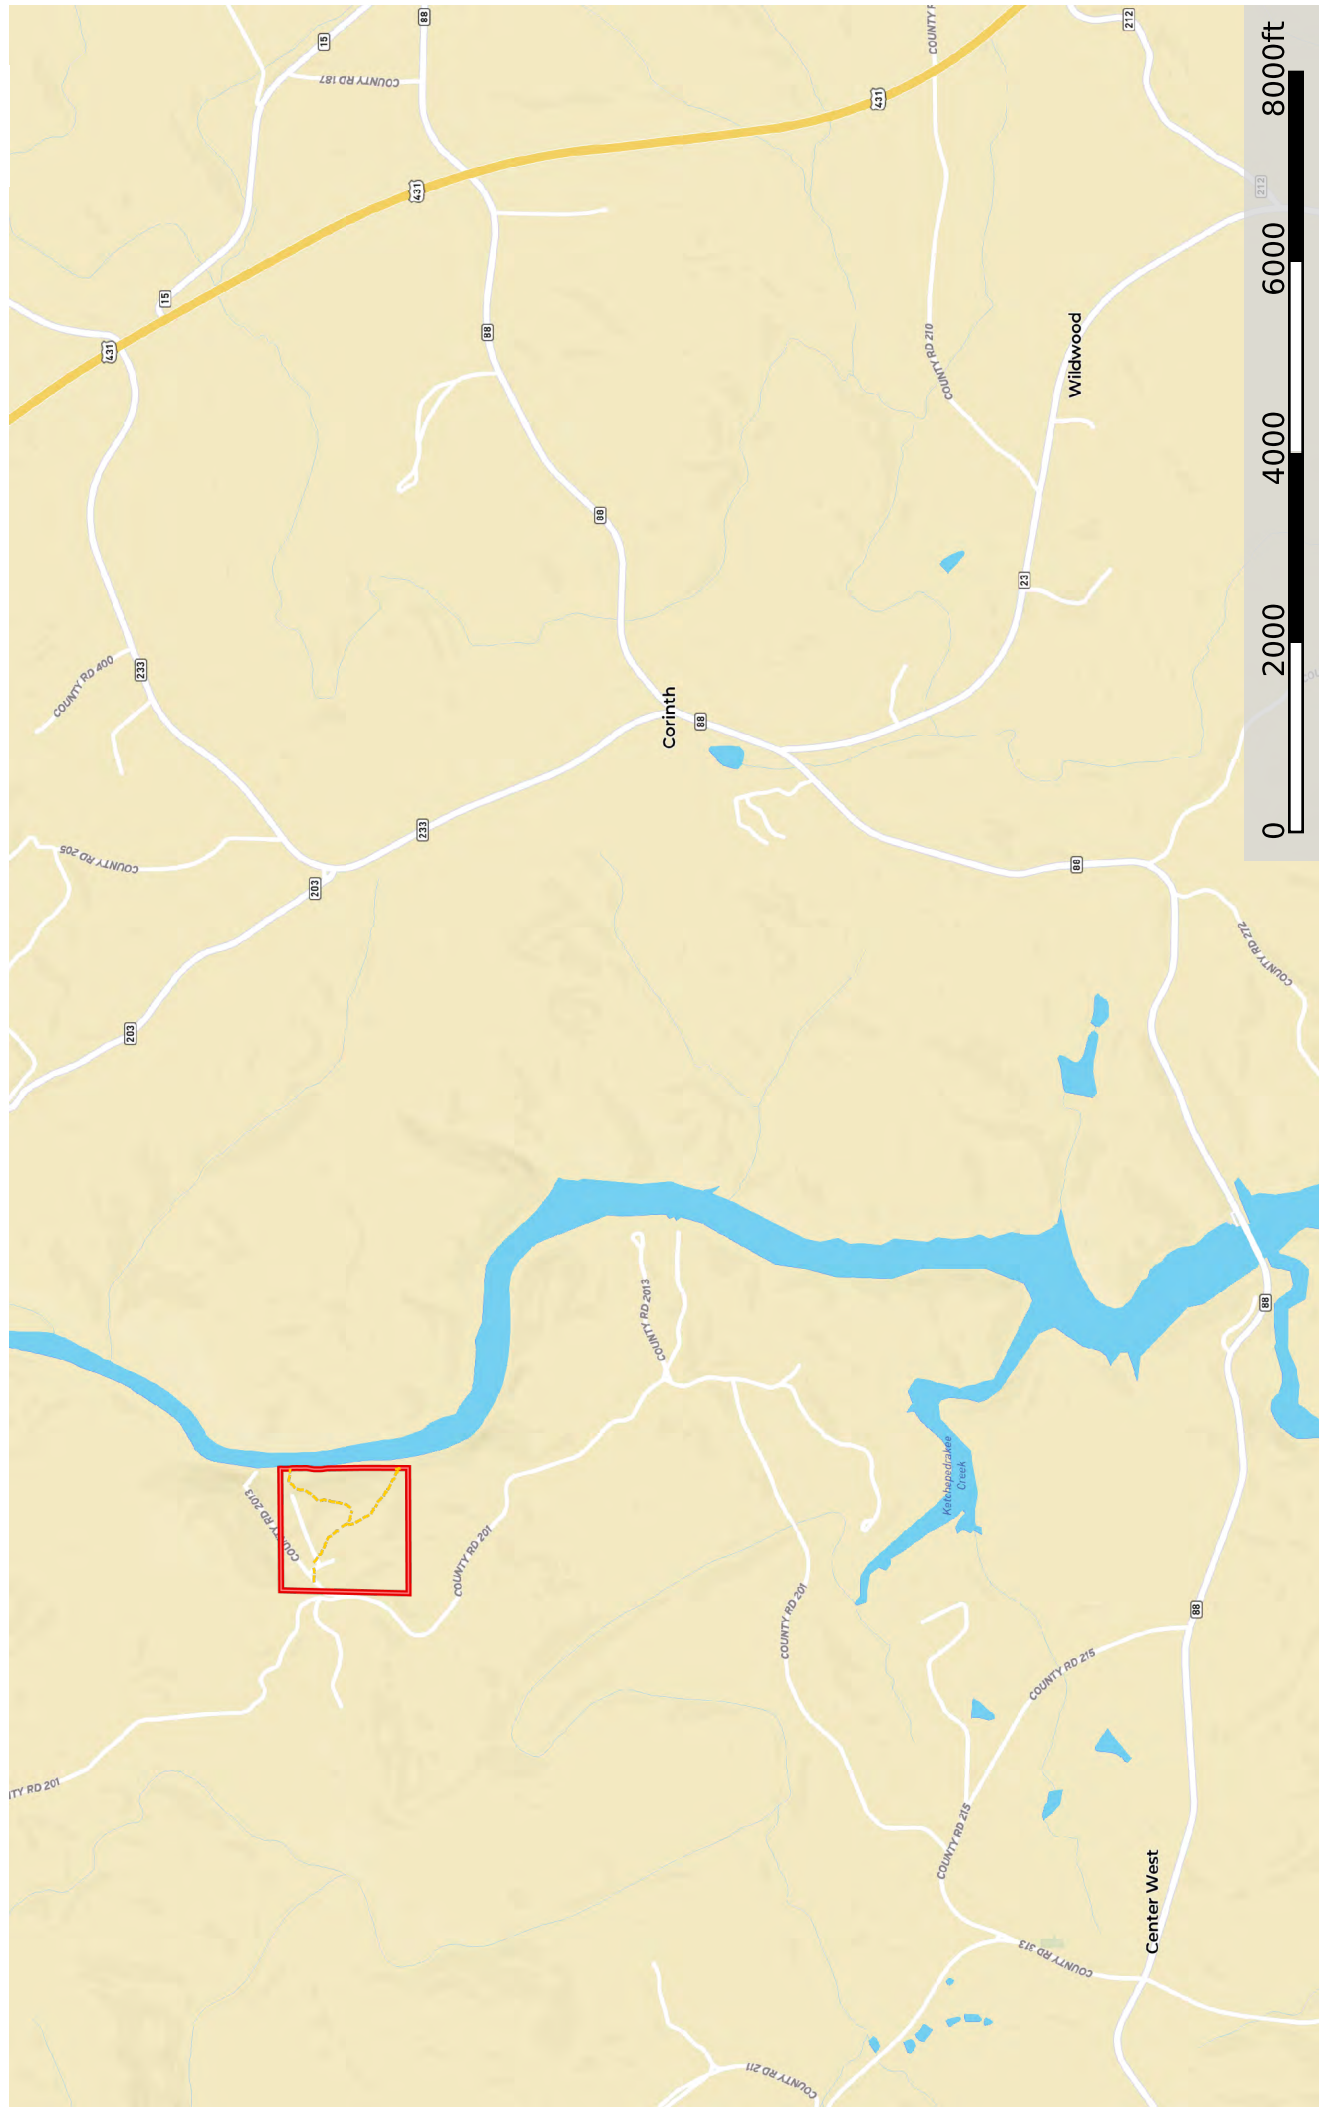 TY RD 201
COUNTY RD 400
COUNTY RD 205
431
203
233
15
COUNTY RD 2013
203
15
COUNTY RD 187
431
233
88
COUNTY RD 201
88
88
COUNTY RD 2013
Corinth
88
COUNTY RD 211
COUNTY RD 201
431
COUNTY R
COUNTY RD 210
Ketchepedrakee
Creek
COUNTY RD 215
23
COUNTY RD 313
COUNTY RD 215
Wildwood
88
212
Center West
88
212
COUNTY RD 272
88
0 2000 4000 6000 8000ft